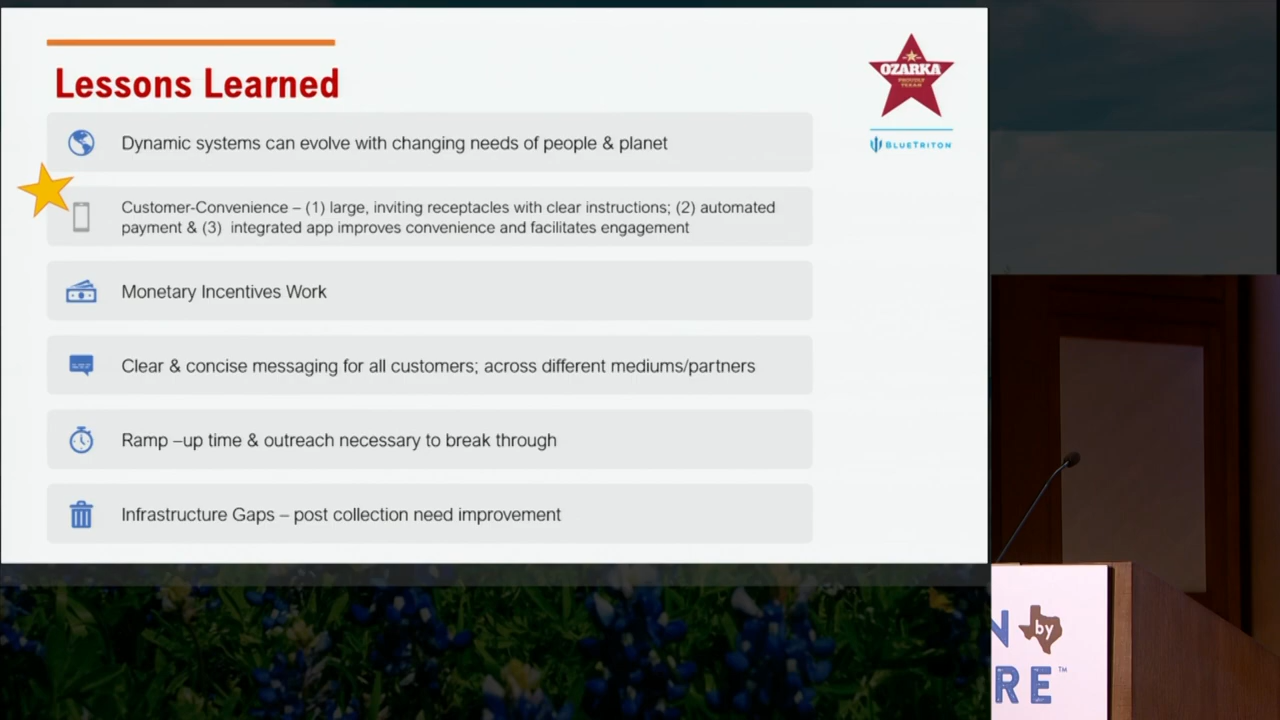 Lessons Learned
OZARKA
PROUDLY
TEXAN
BLUETRITON
Dynamic systems can evolve with changing needs of people & planet
Customer-Convenience – (1) large, inviting receptacles with clear instructions; (2) automated
payment & (3) integrated app improves convenience and facilitates engagement
Monetary Incentives Work
Clear & concise messaging for all customers; across different mediums/partners
Ramp –up time & outreach necessary to break through
Infrastructure Gaps – post collection need improvement
N by
RE™